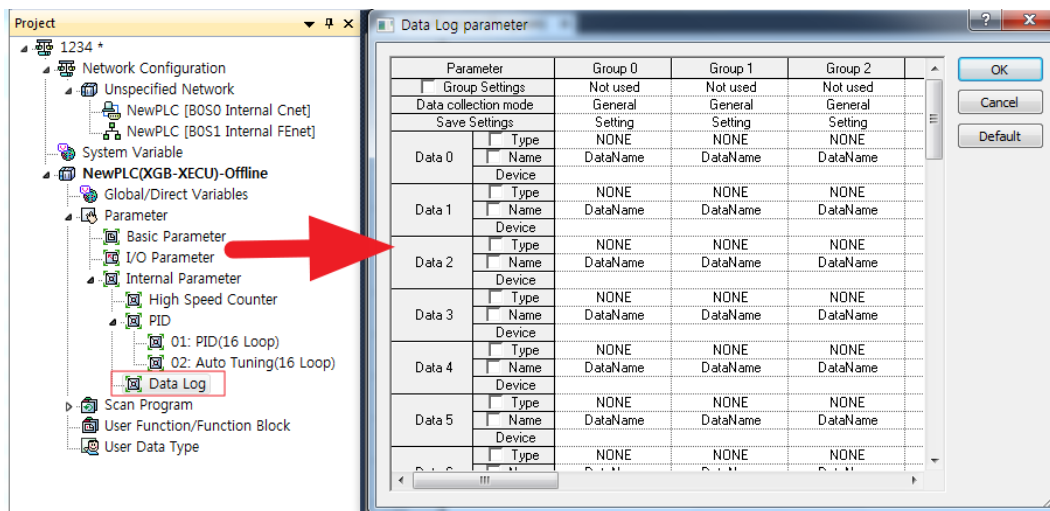 Project
1234 *
Network Configuration
Unspecified Network
NewPLC [B0S0 Internal Cnet]
NewPLC [B0S1 Internal FEnet]
System Variable
NewPLC(XGB-XECU)-Offline
Global/Direct Variables
Parameter
Basic Parameter
I/O Parameter
Internal Parameter
High Speed Counter
PID
01: PID(16 Loop)
02: Auto Tuning(16 Loop)
Data Log
Scan Program
User Function/Function Block
User Data Type
Data Log parameter
Parameter Group 0 Group 1 Group 2
Group Settings Not used Not used Not used
Data collection mode General General General
Save Settings Setting Setting Setting
Data 0 Type NONE NONE NONE
Name DataName DataName DataName
Device
Data 1 Type NONE NONE NONE
Name DataName DataName DataName
Device
Data 2 Type NONE NONE NONE
Name DataName DataName DataName
Device
Data 3 Type NONE NONE NONE
Name DataName DataName DataName
Device
Data 4 Type NONE NONE NONE
Name DataName DataName DataName
Device
Data 5 Type NONE NONE NONE
Name DataName DataName DataName
Device
Type NONE NONE NONE
OK
Cancel
Default